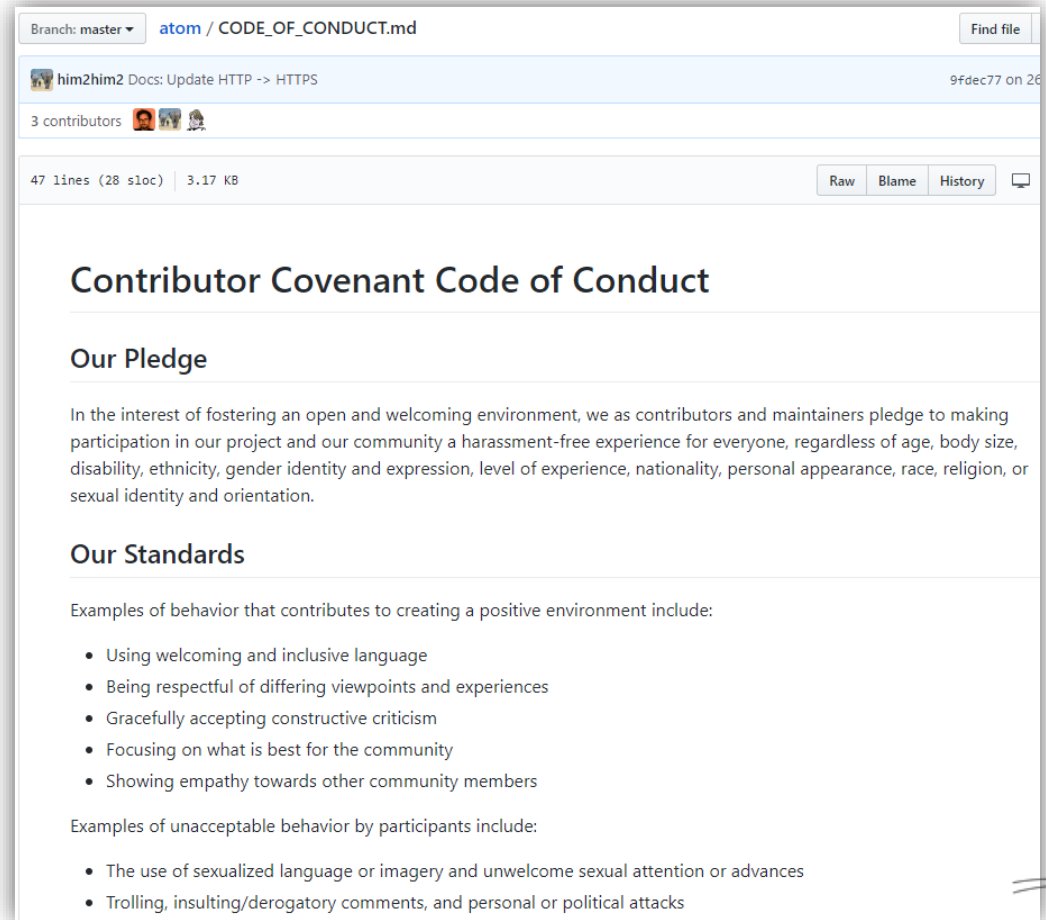 Branch: master atom / CODE_OF_CONDUCT.md Find file
him2him2 Docs: Update HTTP -> HTTPS 9fdec77 on 26
3 contributors
47 lines (28 sloc) 3.17 KB Raw Blame History
Contributor Covenant Code of Conduct
Our Pledge
In the interest of fostering an open and welcoming environment, we as contributors and maintainers pledge to making
participation in our project and our community a harassment-free experience for everyone, regardless of age, body size,
disability, ethnicity, gender identity and expression, level of experience, nationality, personal appearance, race, religion, or
sexual identity and orientation.
Our Standards
Examples of behavior that contributes to creating a positive environment include:
• Using welcoming and inclusive language
• Being respectful of differing viewpoints and experiences
• Gracefully accepting constructive criticism
• Focusing on what is best for the community
• Showing empathy towards other community members
Examples of unacceptable behavior by participants include:
• The use of sexualized language or imagery and unwelcome sexual attention or advances
• Trolling, insulting/derogatory comments, and personal or political attacks